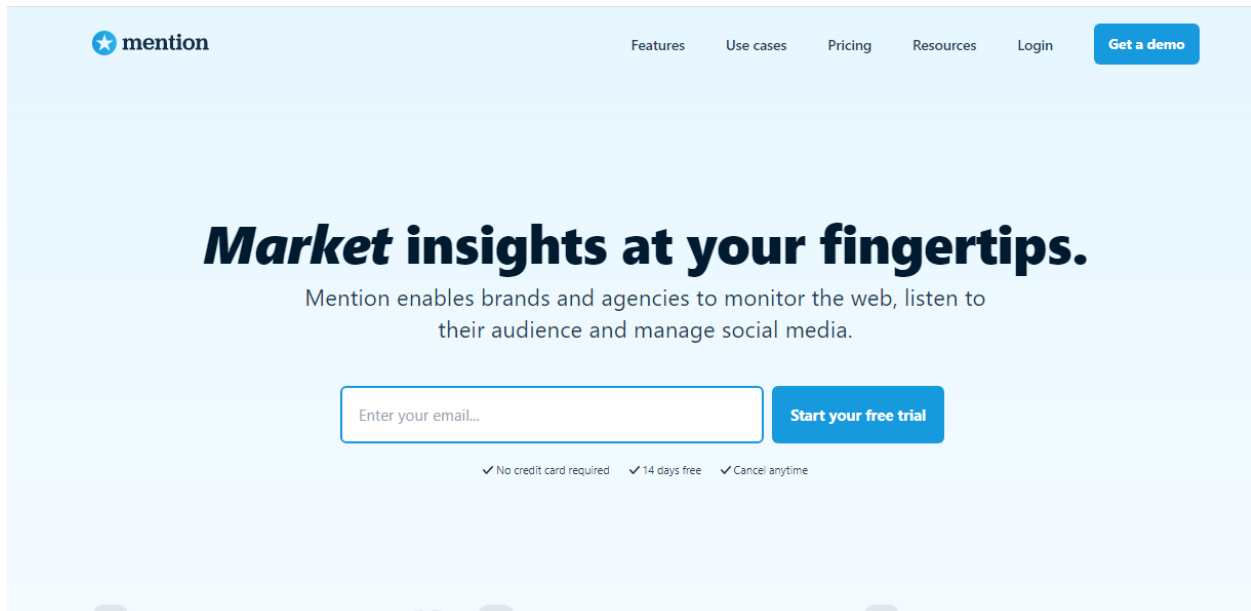 mention
Features
Use cases
Pricing
Resources
Login
Get a demo
Market insights at your fingertips.
Mention enables brands and agencies to monitor the web, listen to
their audience and manage social media.
Enter your email...
Start your free trial
No credit card required
14 days free
Cancel anytime